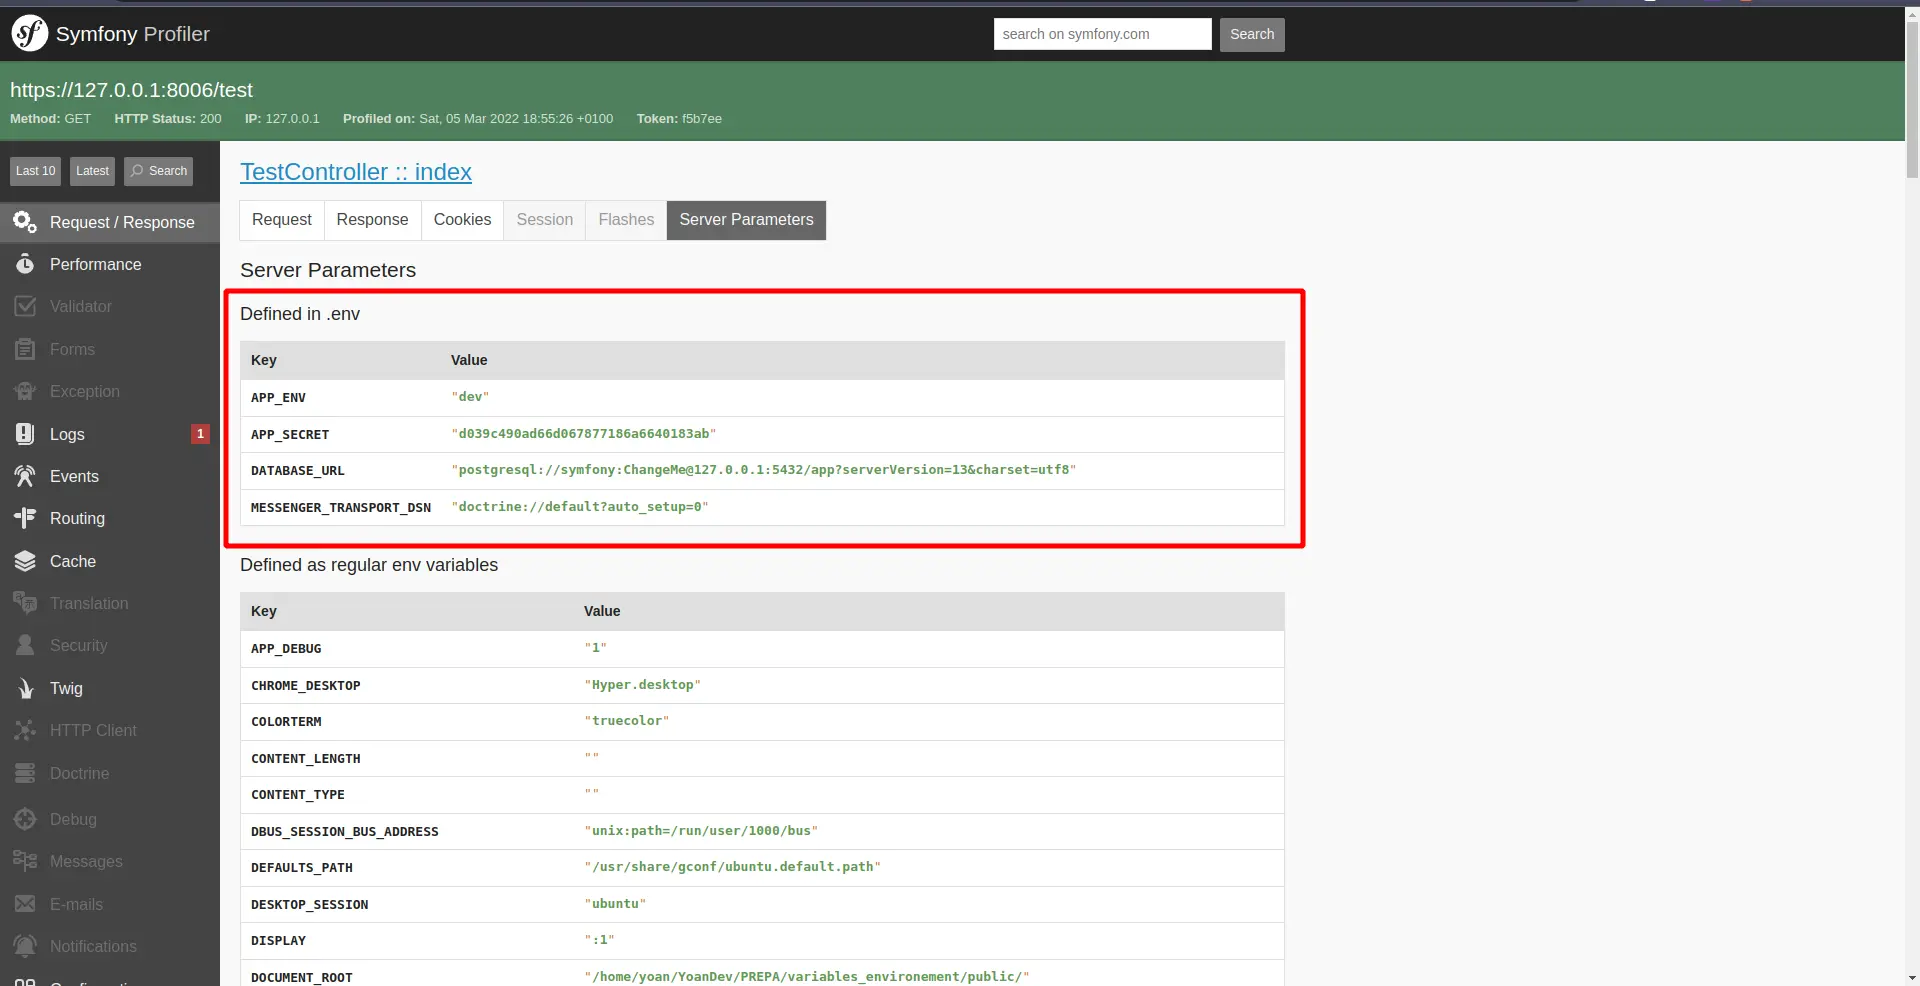 Symfony Profiler
search on symfony.com
Search
https://127.0.0.1:8006/test
Method: GET HTTP Status: 200 IP: 127.0.0.1 Profiled on: Sat, 05 Mar 2022 18:55:26 +0100 Token: f5b7ee
Last 10 Latest Search
Request / Response
Performance
Validator
Forms
Exception
Logs 1
Events
Routing
Cache
Translation
Security
Twig
HTTP Client
Doctrine
Debug
Messages
E-mails
Notifications
TestController :: index
Request Response Cookies Session Flashes Server Parameters
Server Parameters
Defined in .env
Key Value
APP_ENV "dev"
APP_SECRET "d039c490ad66d067877186a6640183ab"
DATABASE_URL "postgresql://symfony:ChangeMe@127.0.0.1:5432/app?serverVersion=13&charset=utf8"
MESSENGER_TRANSPORT_DSN "doctrine://default?auto_setup=0"
Defined as regular env variables
Key Value
APP_DEBUG "1"
CHROME_DESKTOP "Hyper.desktop"
COLORTERM "truecolor"
CONTENT_LENGTH ""
CONTENT_TYPE ""
DBUS_SESSION_BUS_ADDRESS "unix:path=/run/user/1000/bus"
DEFAULTS_PATH "/usr/share/gconf/ubuntu.default.path"
DESKTOP_SESSION "ubuntu"
DISPLAY ":1"
DOCUMENT_ROOT "/home/yoan/YoanDev/PREPA/variables_environement/public/"